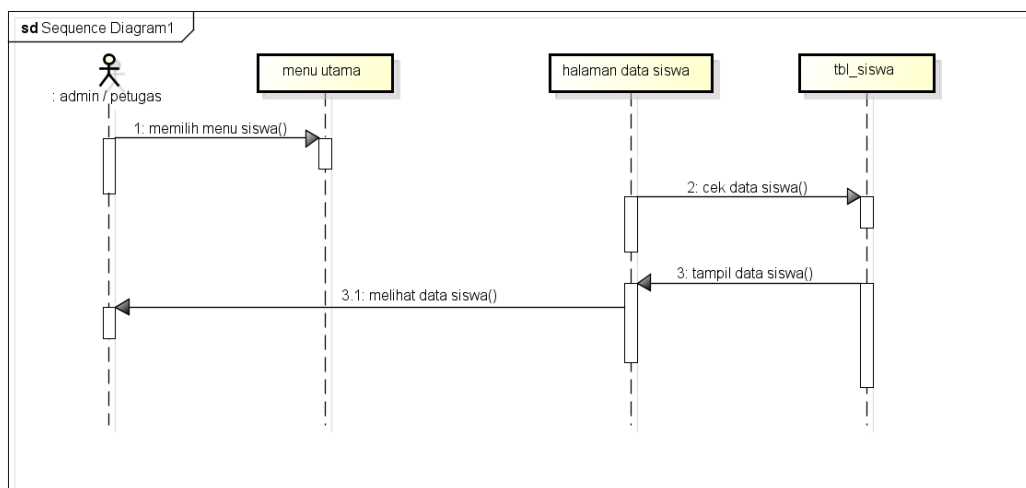 sd Sequence Diagram1
: admin / petugas
menu utama
halaman data siswa
tbl_siswa
1: memilih menu siswa()
2: cek data siswa()
3: tampil data siswa()
3.1: melihat data siswa()